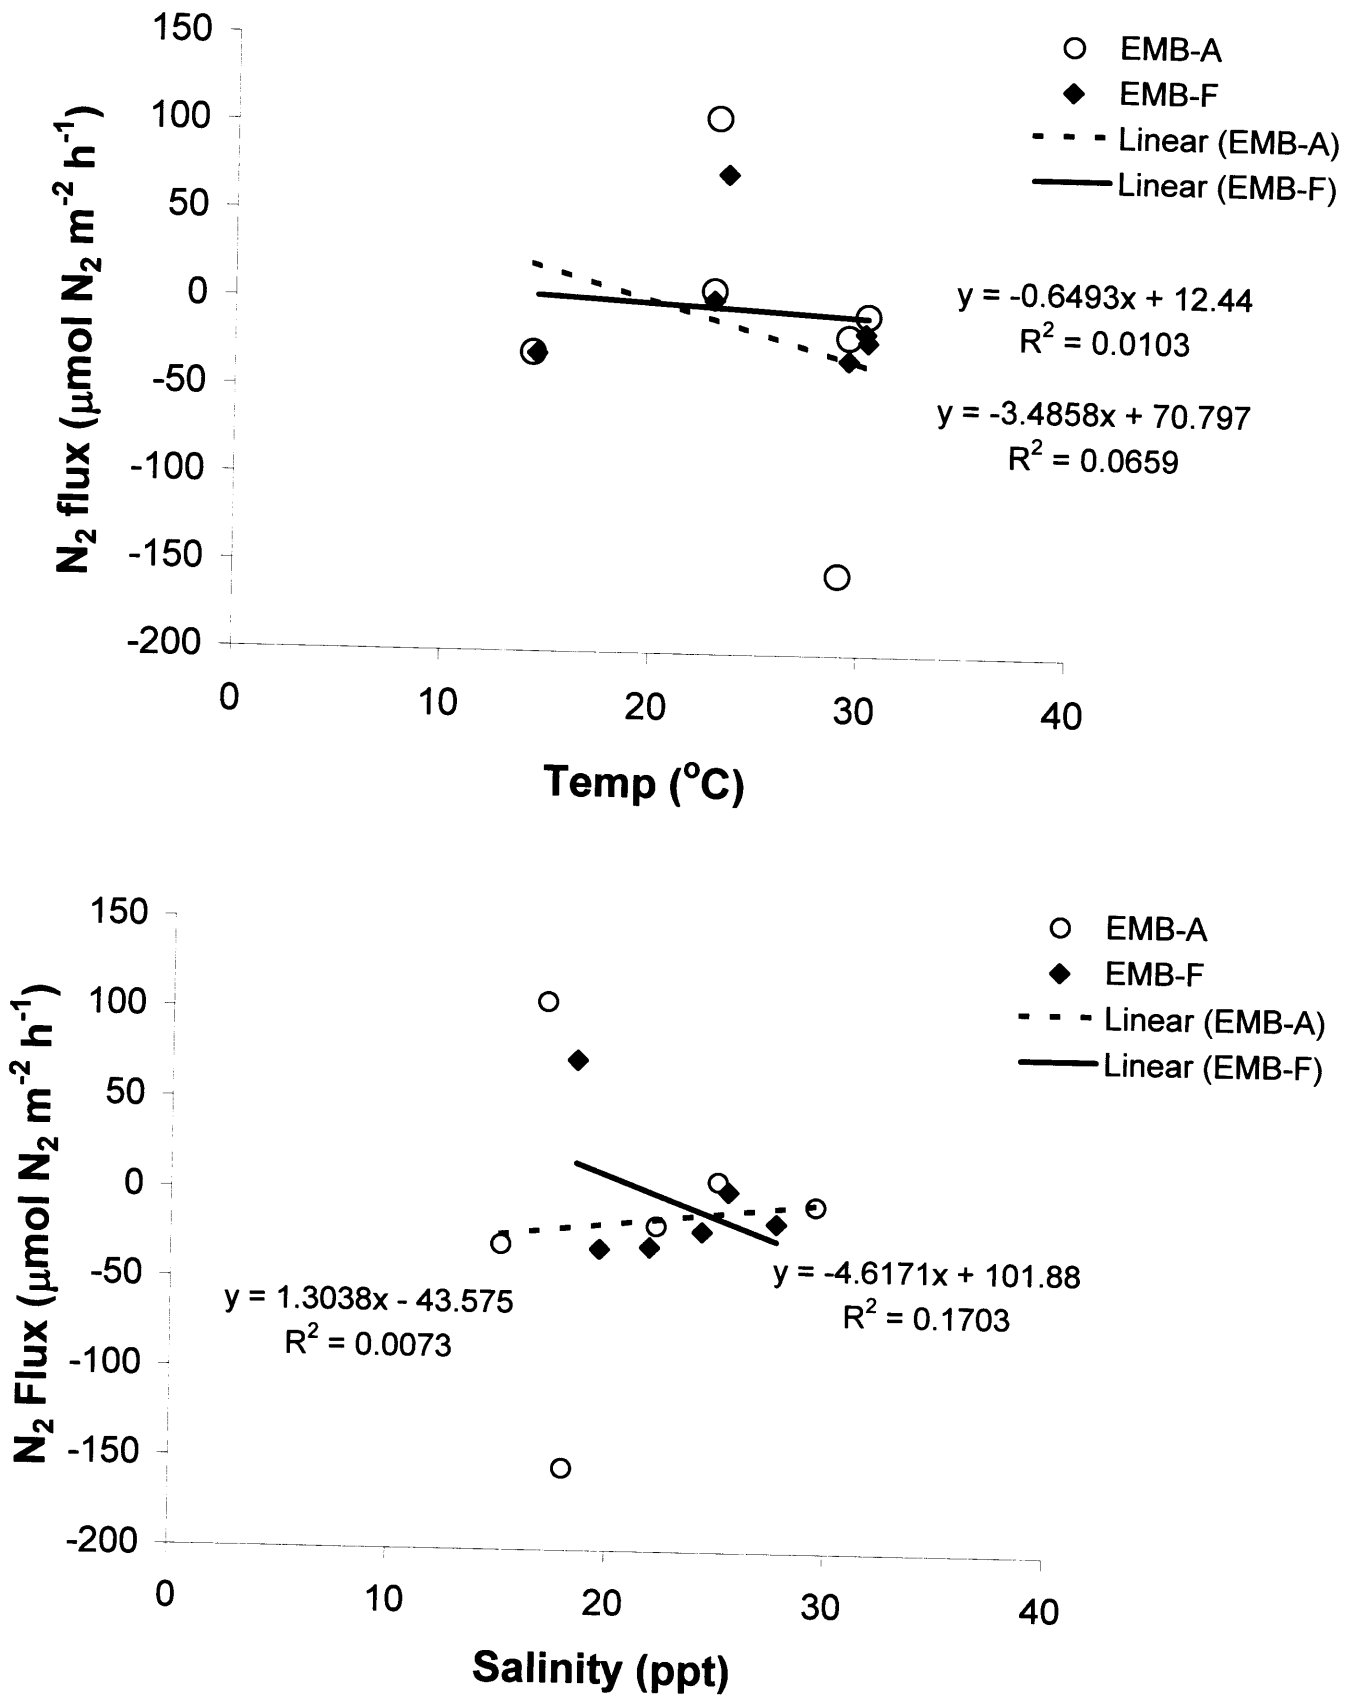 150
100
50
0
-50
-100
-150
-200
N2 flux (μmol N2 m-2 h-1)
EMB-A
EMB-F
Linear (EMB-A)
Linear (EMB-F)
y = -0.6493x + 12.44
R2 = 0.0103
y = -3.4858x + 70.797
R2 = 0.0659
0 10 20 30 40
Temp (oC)
150
100
50
0
-50
-100
-150
-200
N2 Flux (μmol N2 m-2 h-1)
EMB-A
EMB-F
Linear (EMB-A)
Linear (EMB-F)
y = 1.3038x - 43.575
R2 = 0.0073
y = -4.6171x + 101.88
R2 = 0.1703
0 10 20 30 40
Salinity (ppt)